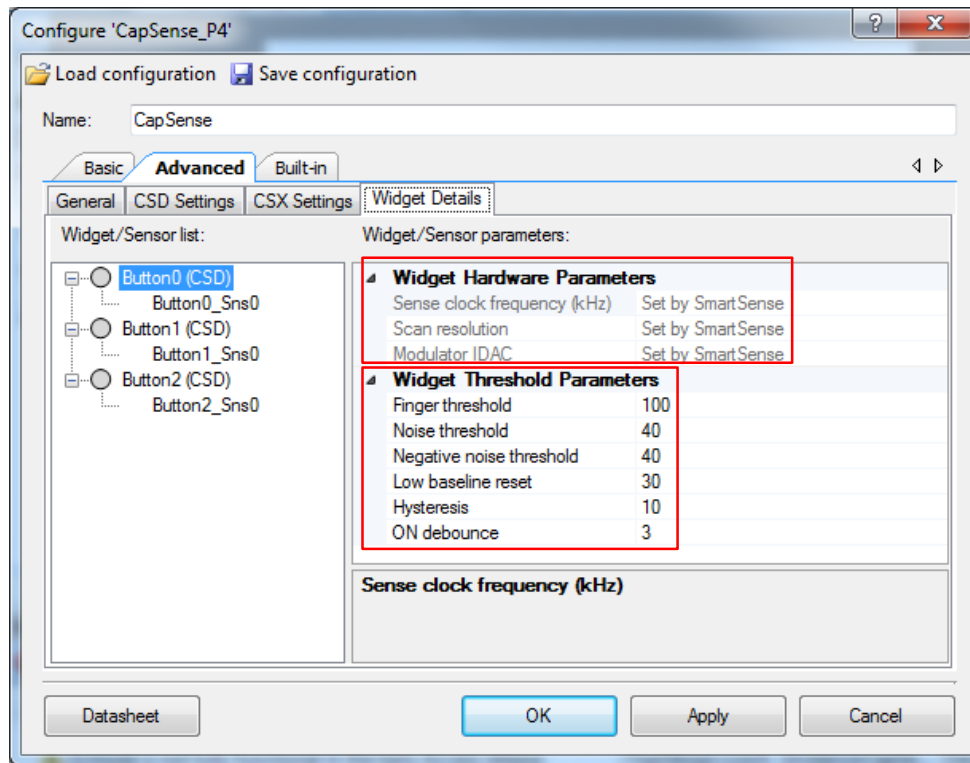 Configure 'CapSense_P4'
?
X
Load configuration Save configuration
Name: CapSense
Basic Advanced Built-in
General CSD Settings CSX Settings Widget Details
Widget/Sensor list: Widget/Sensor parameters:
Button0 (CSD)
Button0_Sns0
Button1 (CSD)
Button1_Sns0
Button2 (CSD)
Button2_Sns0
Widget Hardware Parameters
Sense clock frequency (kHz) Set by SmartSense
Scan resolution Set by SmartSense
Modulator IDAC Set by SmartSense
Widget Threshold Parameters
Finger threshold 100
Noise threshold 40
Negative noise threshold 40
Low baseline reset 30
Hysteresis 10
ON debounce 3
Sense clock frequency (kHz)
Datasheet OK Apply Cancel